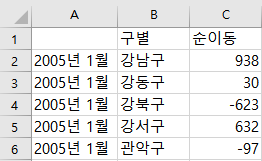 A B C
1 구별 순이동
2 2005년 1월 강남구 938
3 2005년 1월 강동구 30
4 2005년 1월 강북구 -623
5 2005년 1월 강서구 632
6 2005년 1월 관악구 -97